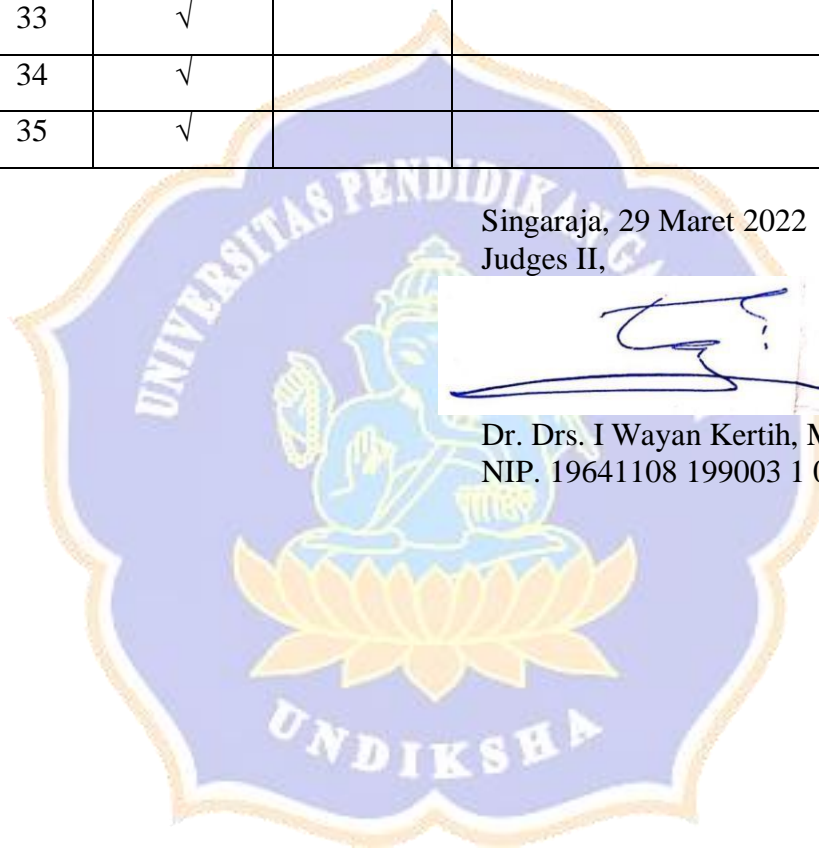 33 √
34 √
35 √
UNIVERSITAS PENDIDIKAN
Singaraja, 29 Maret 2022
Judges II,
Dr. Drs. I Wayan Kertih,
NIP. 19641108 199003 1
UNDIKSHA